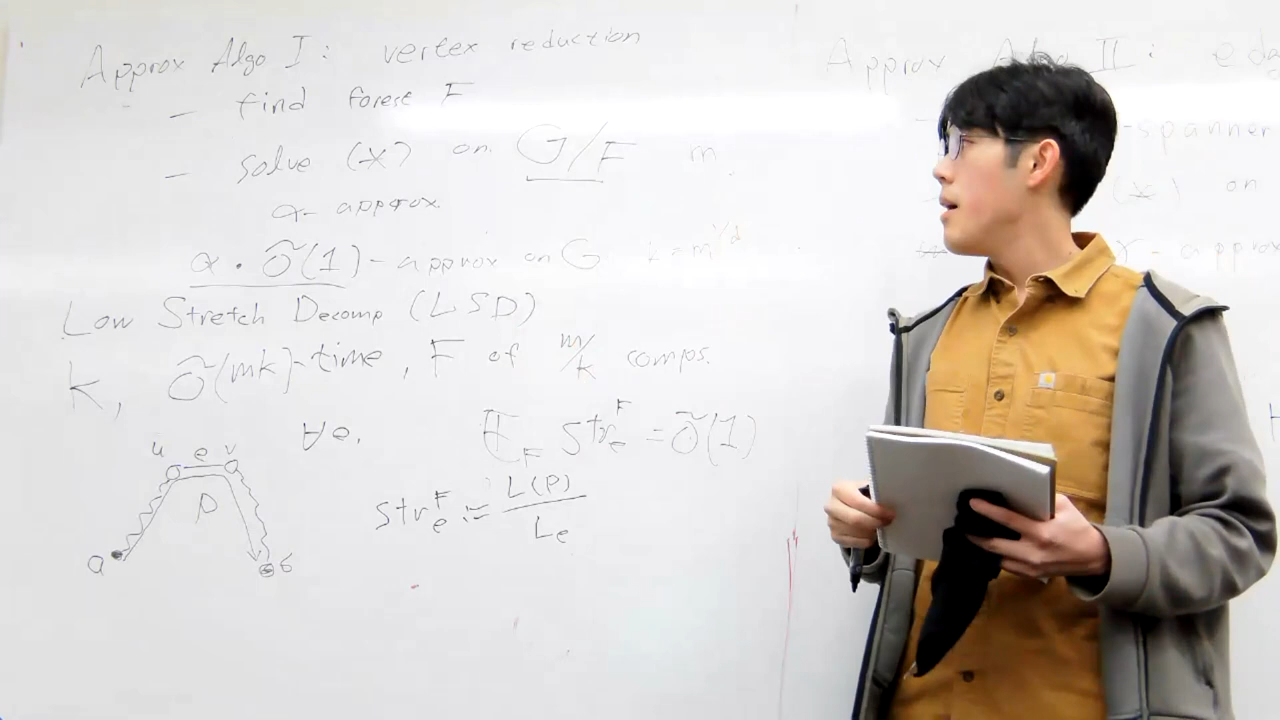 Approx Algo I: vertex reduction
- find forest F
- solve (*) on G/F m
α-approx.
α · Õ(1)-approx on G k = m^{1/d}
Low Stretch Decomp (LSD)
k, Õ(mk)-time, F of m/k comps.
∀e, E_F str_e^F = Õ(1)
u e v
p
a b
str_e^F := L(P)/L_e
Approx Algo II: edg
-spanner
(*) on
γ-approx